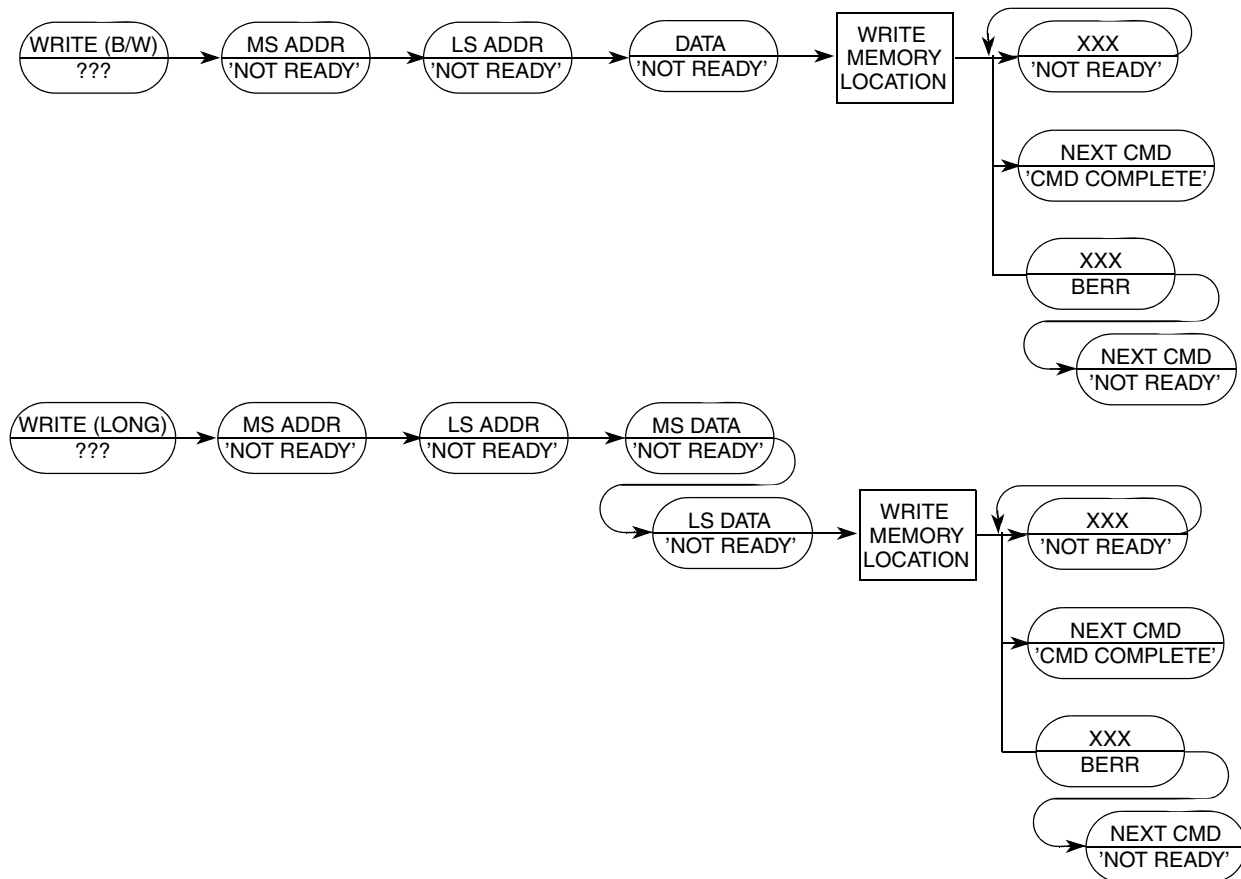 WRITE (B/W)
???
MS ADDR
'NOT READY'
LS ADDR
'NOT READY'
DATA
'NOT READY'
WRITE
MEMORY
LOCATION
XXX
'NOT READY'
NEXT CMD
'CMD COMPLETE'
XXX
BERR
NEXT CMD
'NOT READY'
WRITE (LONG)
???
MS ADDR
'NOT READY'
LS ADDR
'NOT READY'
MS DATA
'NOT READY'
LS DATA
'NOT READY'
WRITE
MEMORY
LOCATION
XXX
'NOT READY'
NEXT CMD
'CMD COMPLETE'
XXX
BERR
NEXT CMD
'NOT READY'